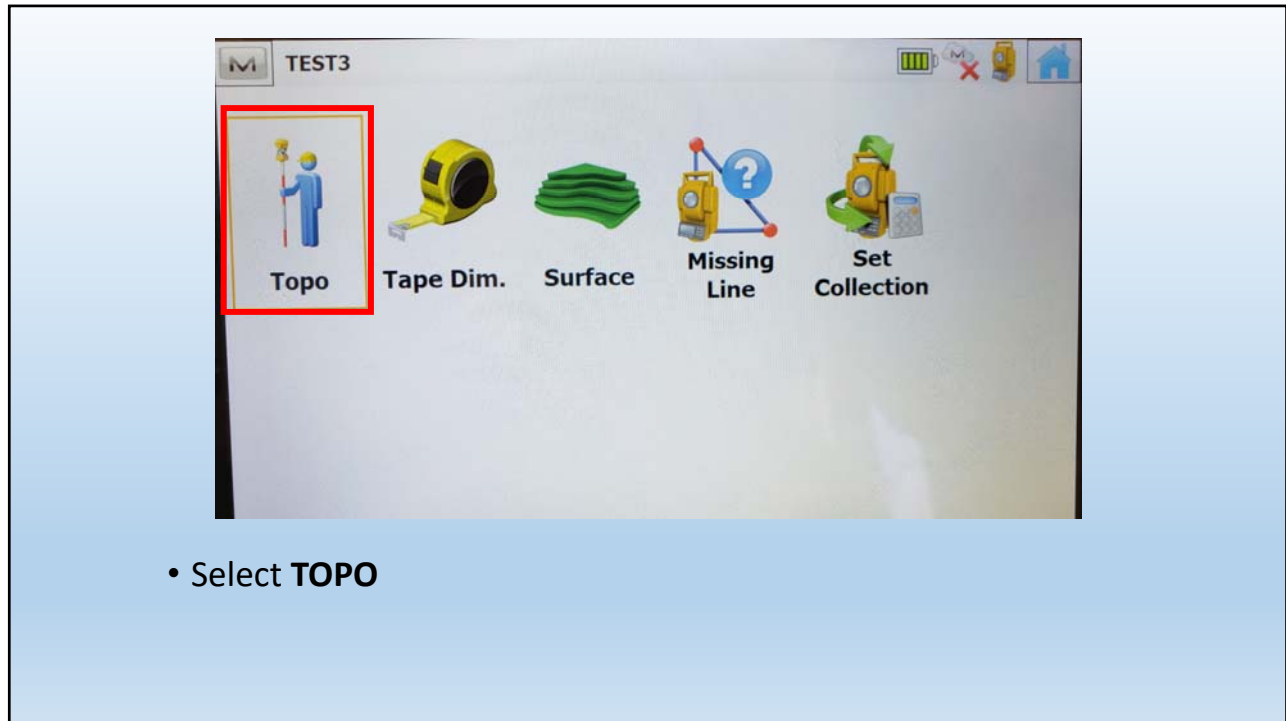 TEST3
Topo
Tape Dim.
Surface
Missing
Line
Set
Collection
• Select TOPO